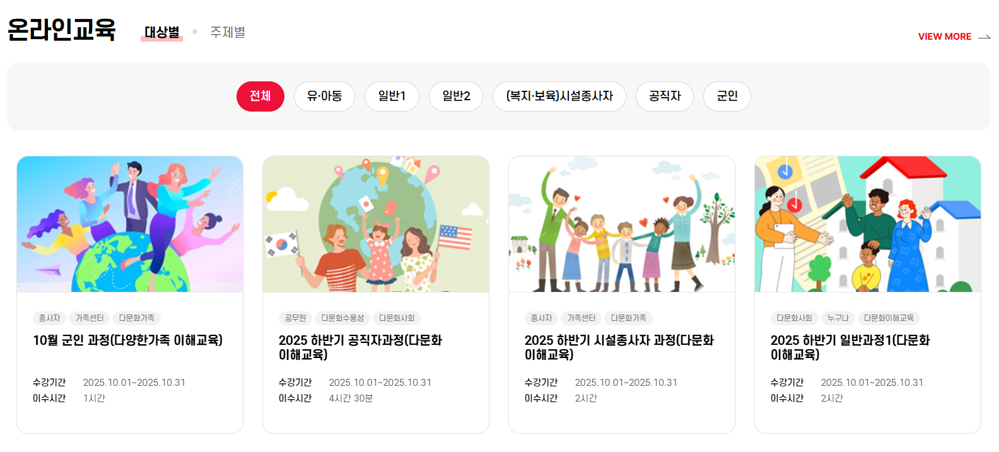 온라인교육
대상별
주제별
VIEW MORE
전체
유·아동
일반1
일반2
(복지·보육)시설종사자
공직자
군인
종사자 가족센터 다문화가족
10월 군인 과정(다양한가족 이해교육)
수강기간 2025.10.01~2025.10.31
이수시간 1시간
공무원 다문화수용성 다문화사회
2025 하반기 공직자과정(다문화
이해교육)
수강기간 2025.10.01~2025.10.31
이수시간 4시간 30분
종사자 가족센터 다문화가족
2025 하반기 시설종사자 과정(다문화
이해교육)
수강기간 2025.10.01~2025.10.31
이수시간 2시간
다문화사회 누구나 다문화이해교육
2025 하반기 일반과정1(다문화
이해교육)
수강기간 2025.10.01~2025.10.31
이수시간 2시간